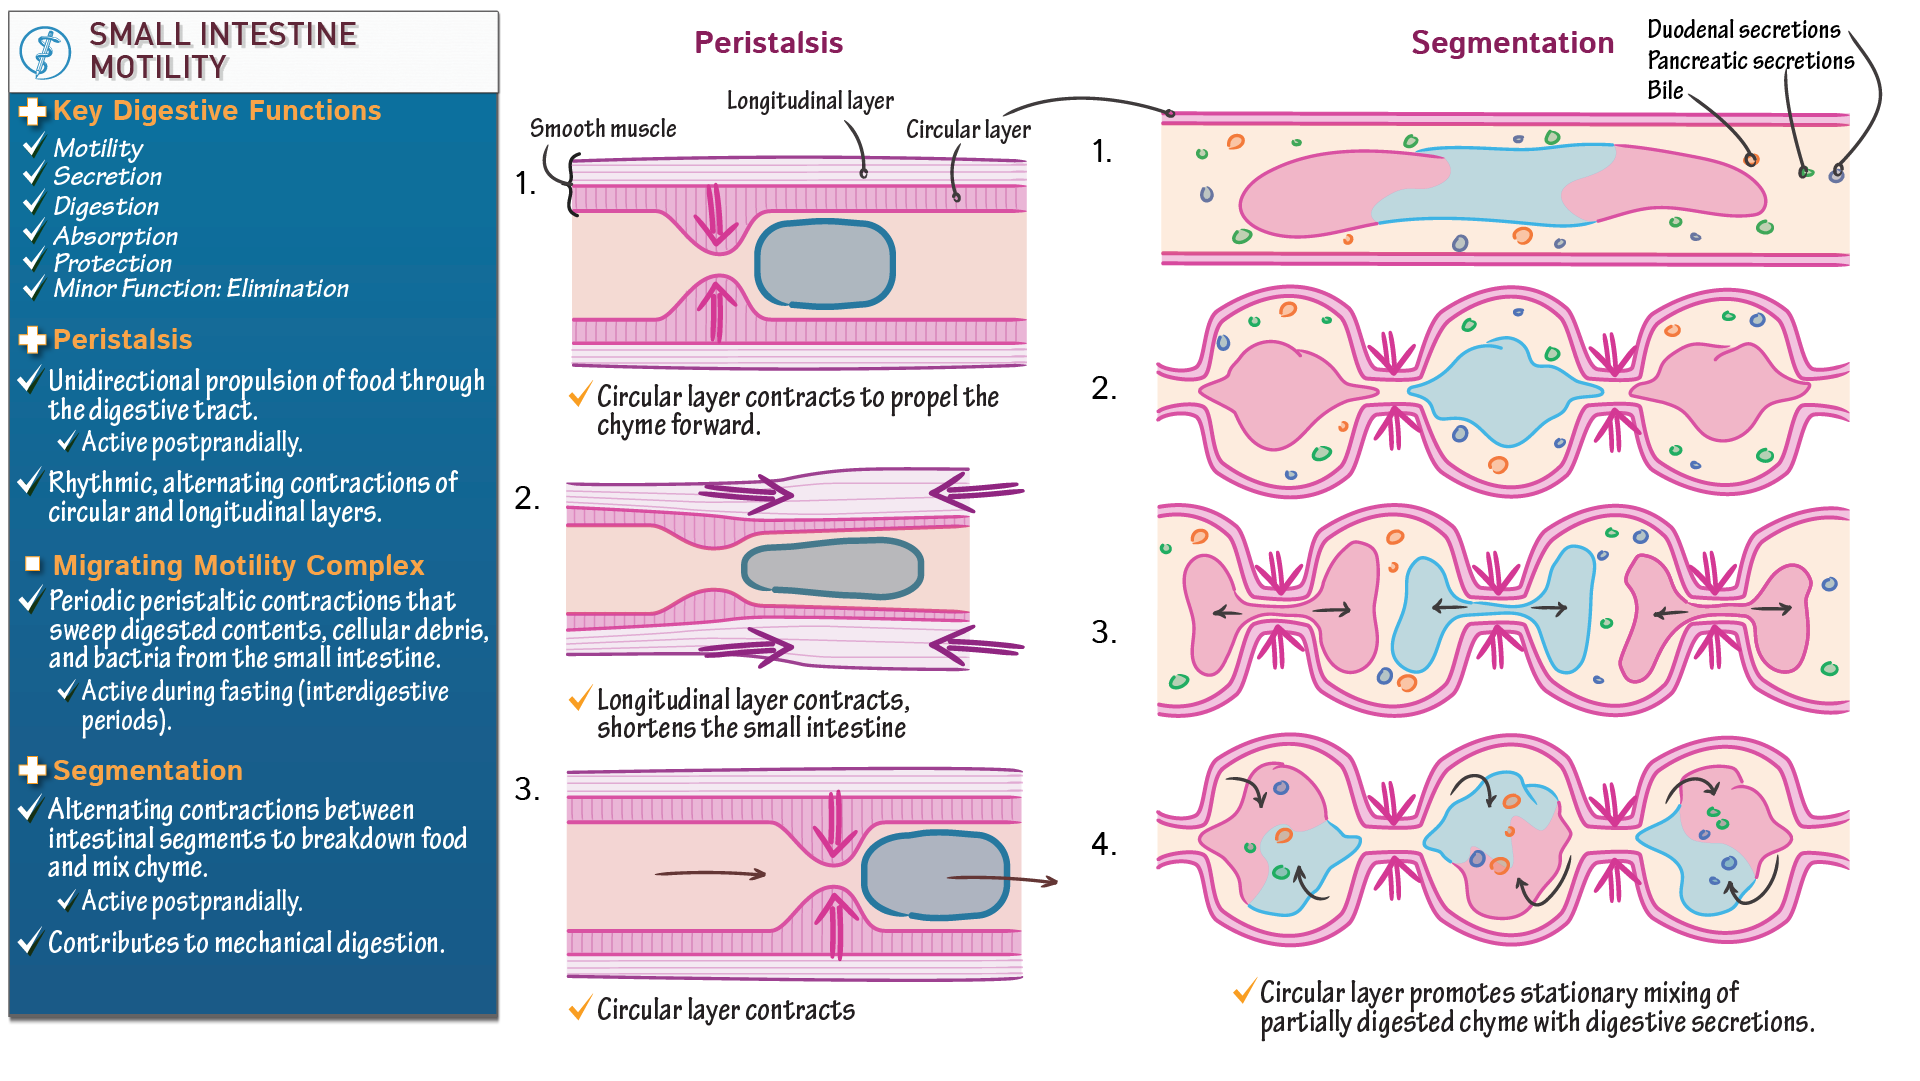 SMALL INTESTINE
MOTILITY
Key Digestive Functions
Motility
Secretion
Digestion
Absorption
Protection
Minor Function: Elimination
Peristalsis
Unidirectional propulsion of food through
the digestive tract.
Active postprandially.
Rhythmic, alternating contractions of
circular and longitudinal layers.
Migrating Motility Complex
Periodic peristaltic contractions that
sweep digested contents, cellular debris,
and bactria from the small intestine.
Active during fasting (interdigestive
periods).
Segmentation
Alternating contractions between
intestinal segments to breakdown food
and mix chyme.
Active postprandially.
Contributes to mechanical digestion.
Peristalsis
Longitudinal layer
Smooth muscle
Circular layer
1.
Circular layer contracts to propel the
chyme forward.
2.
Longitudinal layer contracts,
shortens the small intestine
3.
Circular layer contracts
Segmentation
Duodenal secretions
Pancreatic secretions
Bile
1.
2.
3.
4.
Circular layer promotes stationary mixing of
partially digested chyme with digestive secretions.